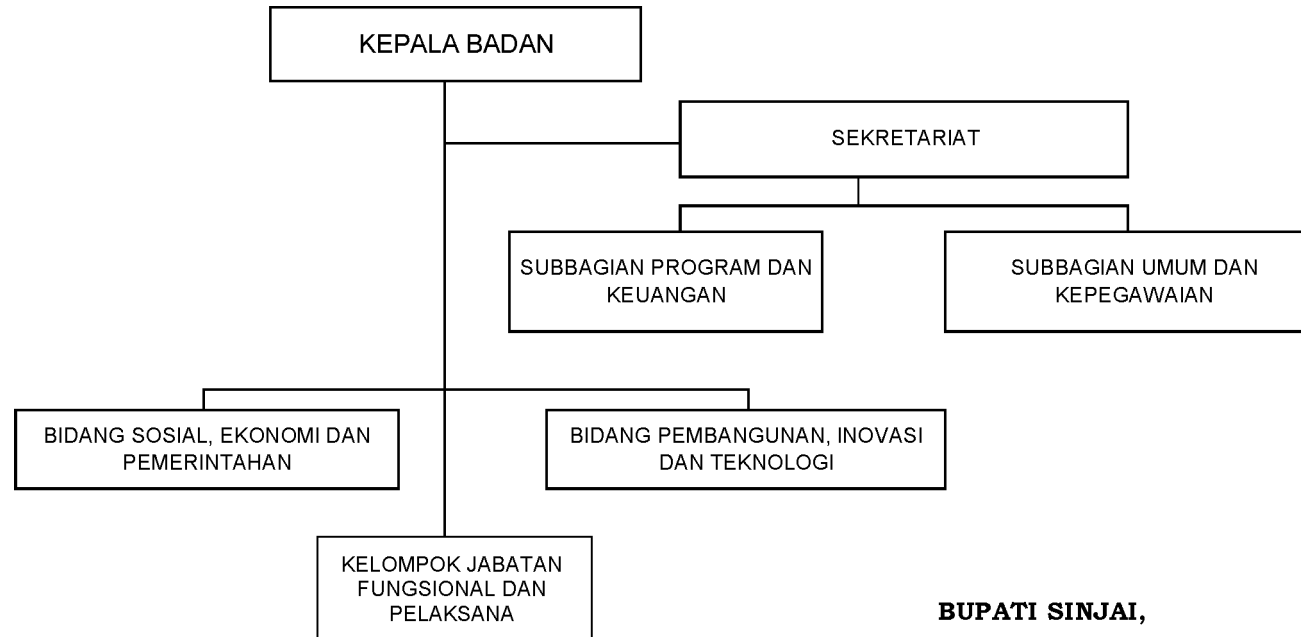 KEPALA BADAN
SEKRETARIAT
SUBBAGIAN PROGRAM DAN
KEUANGAN
SUBBAGIAN UMUM DAN
KEPEGAWAIAN
BIDANG SOSIAL, EKONOMI DAN
PEMERINTAHAN
BIDANG PEMBANGUNAN, INOVASI
DAN TEKNOLOGI
KELOMPOK JABATAN
FUNGSIONAL DAN
PELAKSANA
BUPATI SINJAI,